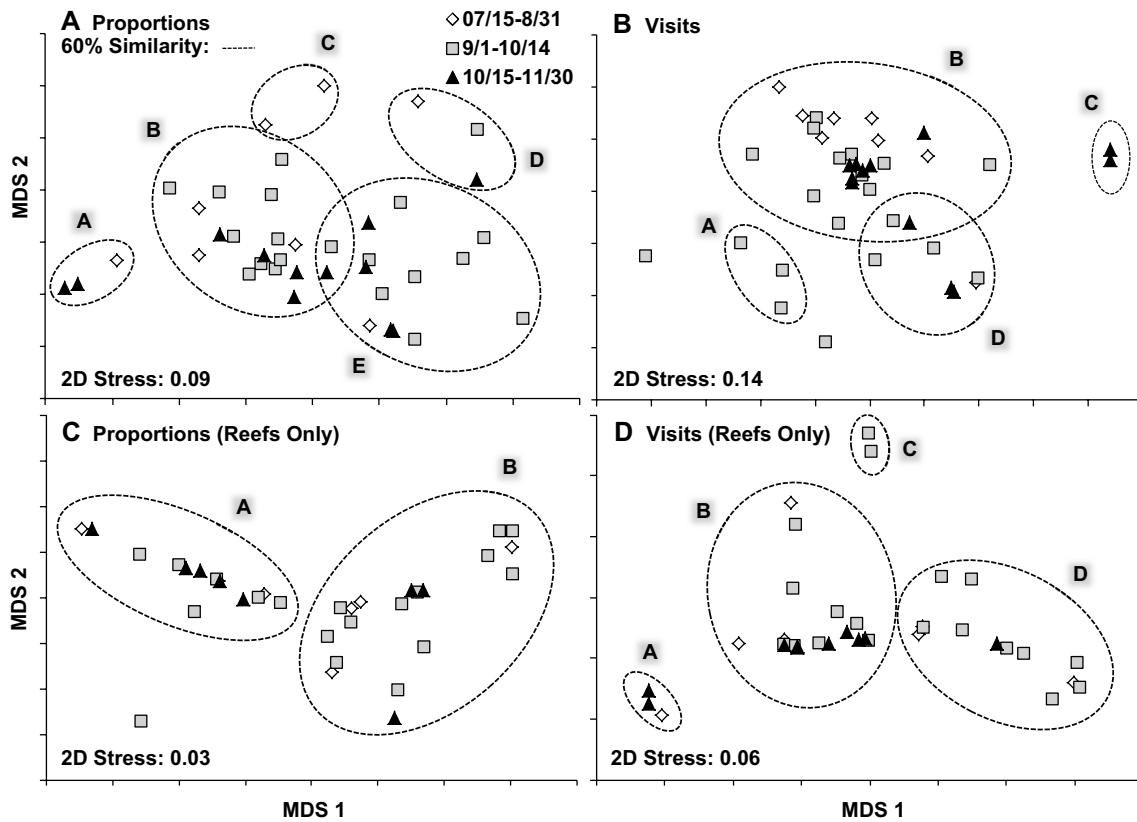 A Proportions
60% Similarity:
07/15-8/31
9/1-10/14
10/15-11/30
C
B
D
A
E
2D Stress: 0.09
MDS 2
B Visits
B
C
A
D
2D Stress: 0.14
C Proportions (Reefs Only)
A
B
2D Stress: 0.03
MDS 2
MDS 1
D Visits (Reefs Only)
C
B
D
A
2D Stress: 0.06
MDS 1